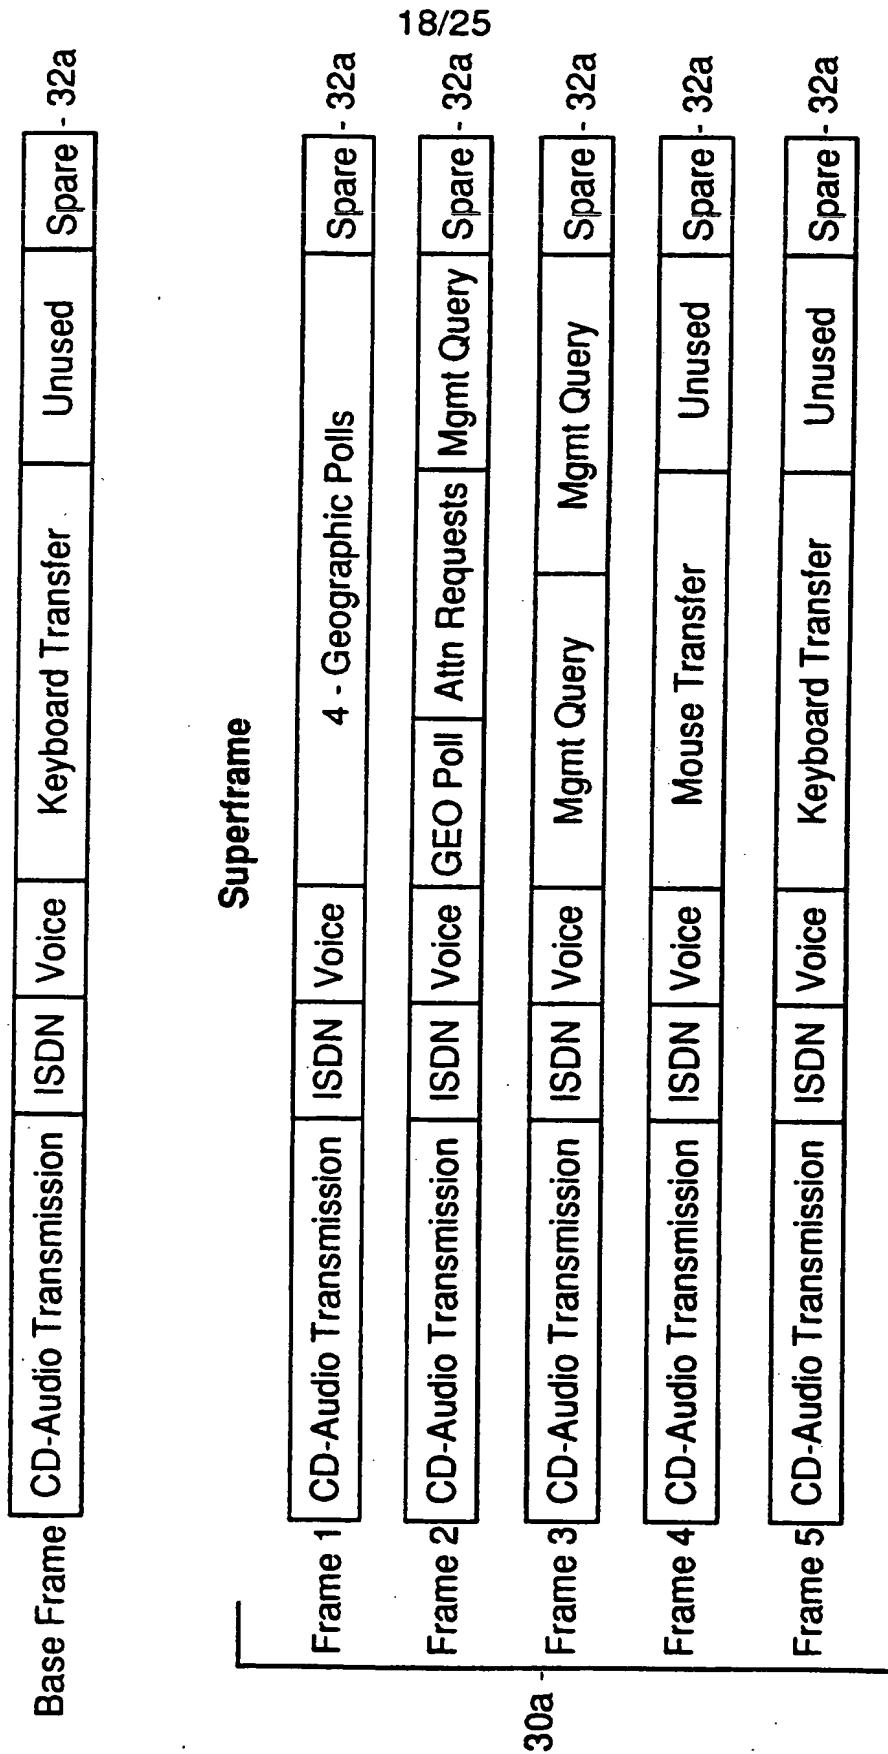 18/25
Base Frame CD-Audio Transmission ISDN Voice Keyboard Transfer Unused Spare - 32a
Superframe
Frame 1 CD-Audio Transmission ISDN Voice 4 - Geographic Polls Spare - 32a
Frame 2 CD-Audio Transmission ISDN Voice GEO Poll Attn Requests Mgmt Query Spare - 32a
30a - Frame 3 CD-Audio Transmission ISDN Voice Mgmt Query Mgmt Query Spare - 32a
Frame 4 CD-Audio Transmission ISDN Voice Mouse Transfer Unused Spare - 32a
Frame 5 CD-Audio Transmission ISDN Voice Keyboard Transfer Unused Spare - 32a